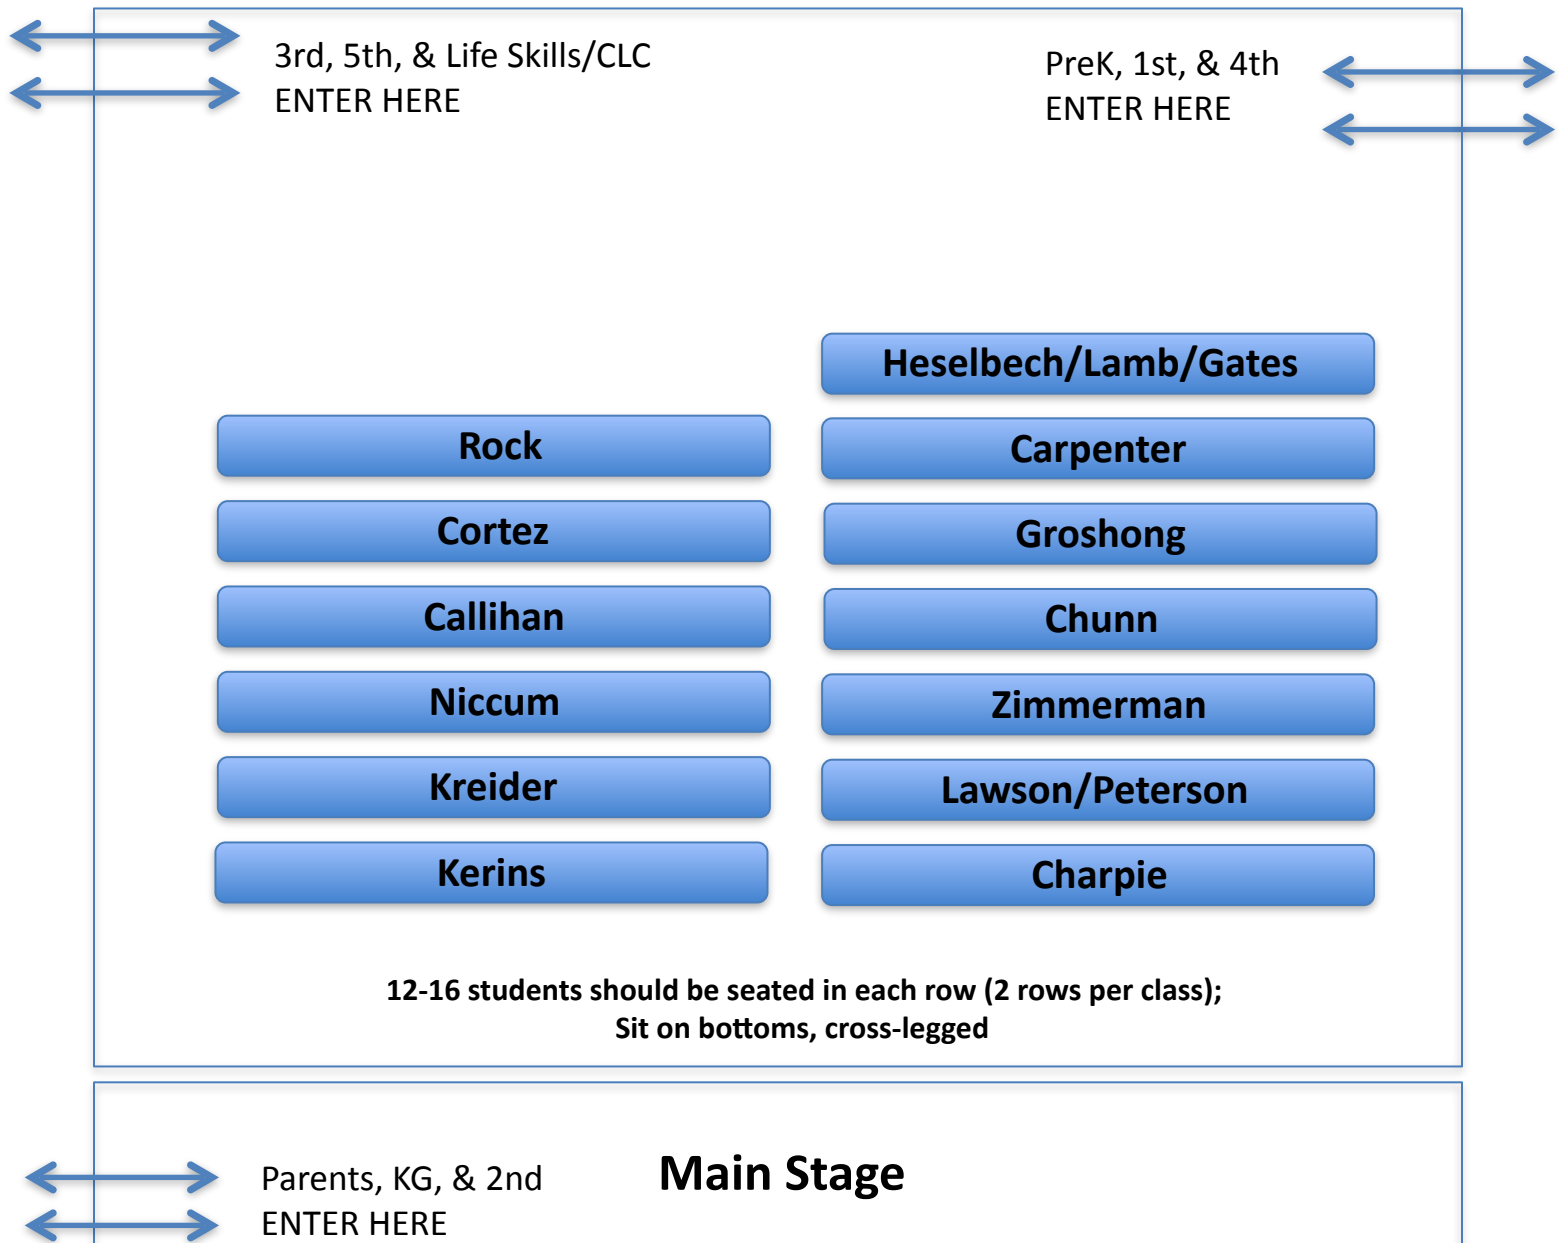 3rd, 5th, & Life Skills/CLC
ENTER HERE
PreK, 1st, & 4th
ENTER HERE
Rock
Cortez
Callihan
Niccum
Kreider
Kerins
Heselbech/Lamb/Gates
Carpenter
Groshong
Chunn
Zimmerman
Lawson/Peterson
Charpie
12-16 students should be seated in each row (2 rows per class);
Sit on bottoms, cross-legged
Main Stage
Parents, KG, & 2nd
ENTER HERE